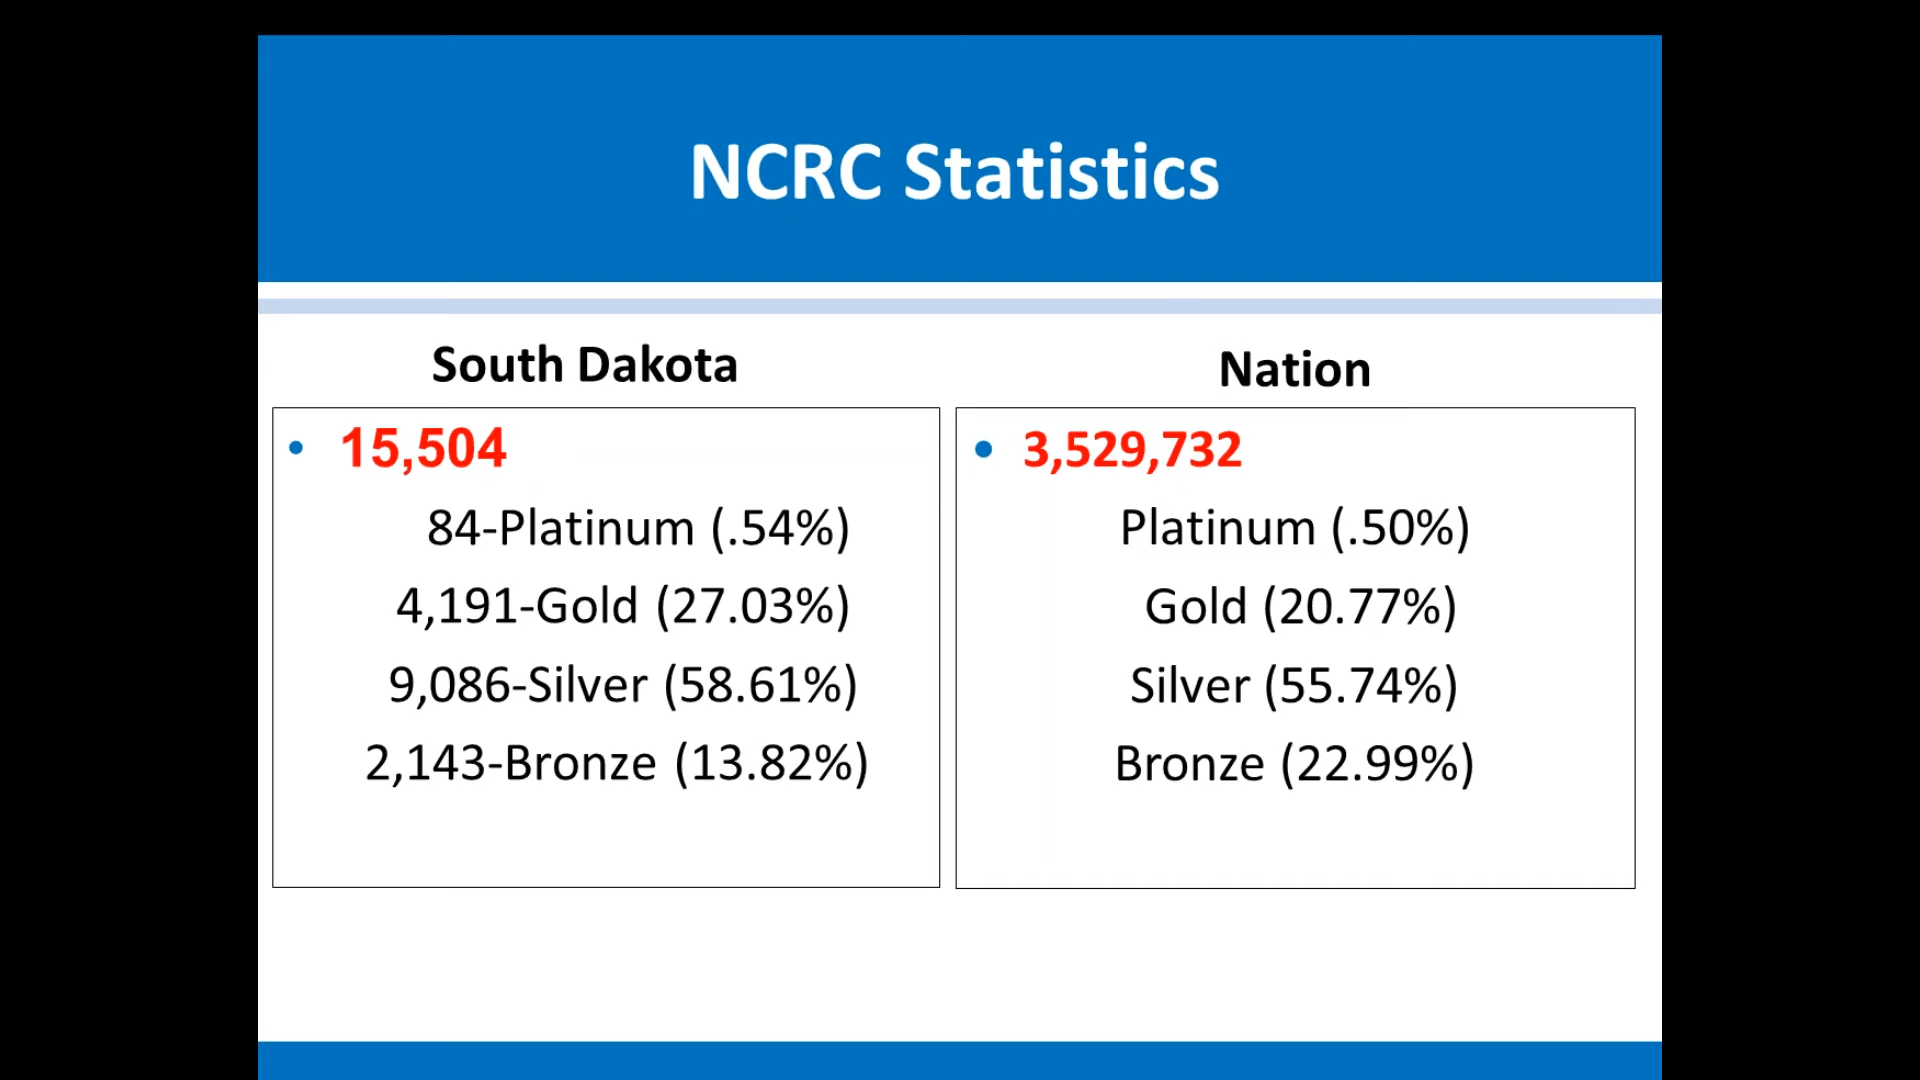 NCRC Statistics
South Dakota
• 15,504
84-Platinum (.54%)
4,191-Gold (27.03%)
9,086-Silver (58.61%)
2,143-Bronze (13.82%)
Nation
• 3,529,732
Platinum (.50%)
Gold (20.77%)
Silver (55.74%)
Bronze (22.99%)